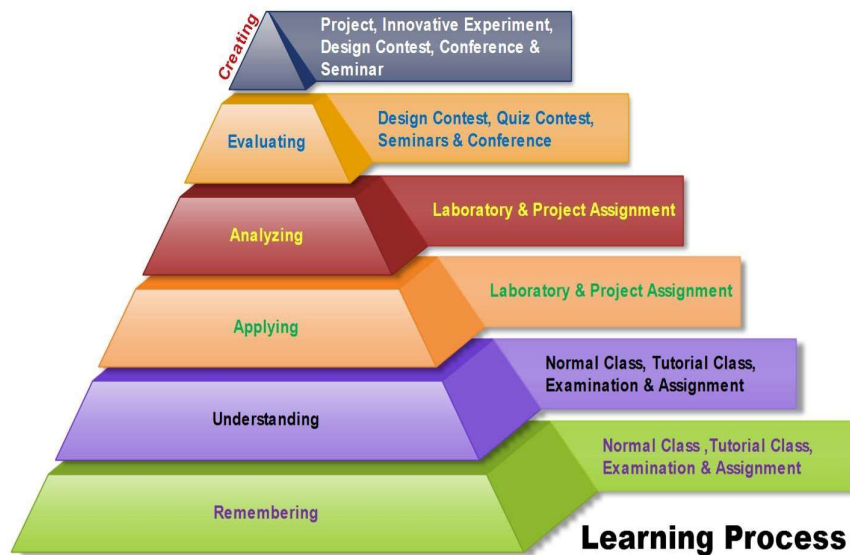 Creating
Project, Innovative Experiment,
Design Contest, Conference &
Seminar
Evaluating
Design Contest, Quiz Contest,
Seminars & Conference
Analyzing
Laboratory & Project Assignment
Applying
Laboratory & Project Assignment
Understanding
Normal Class, Tutorial Class,
Examination & Assignment
Remembering
Normal Class ,Tutorial Class,
Examination & Assignment
Learning Process